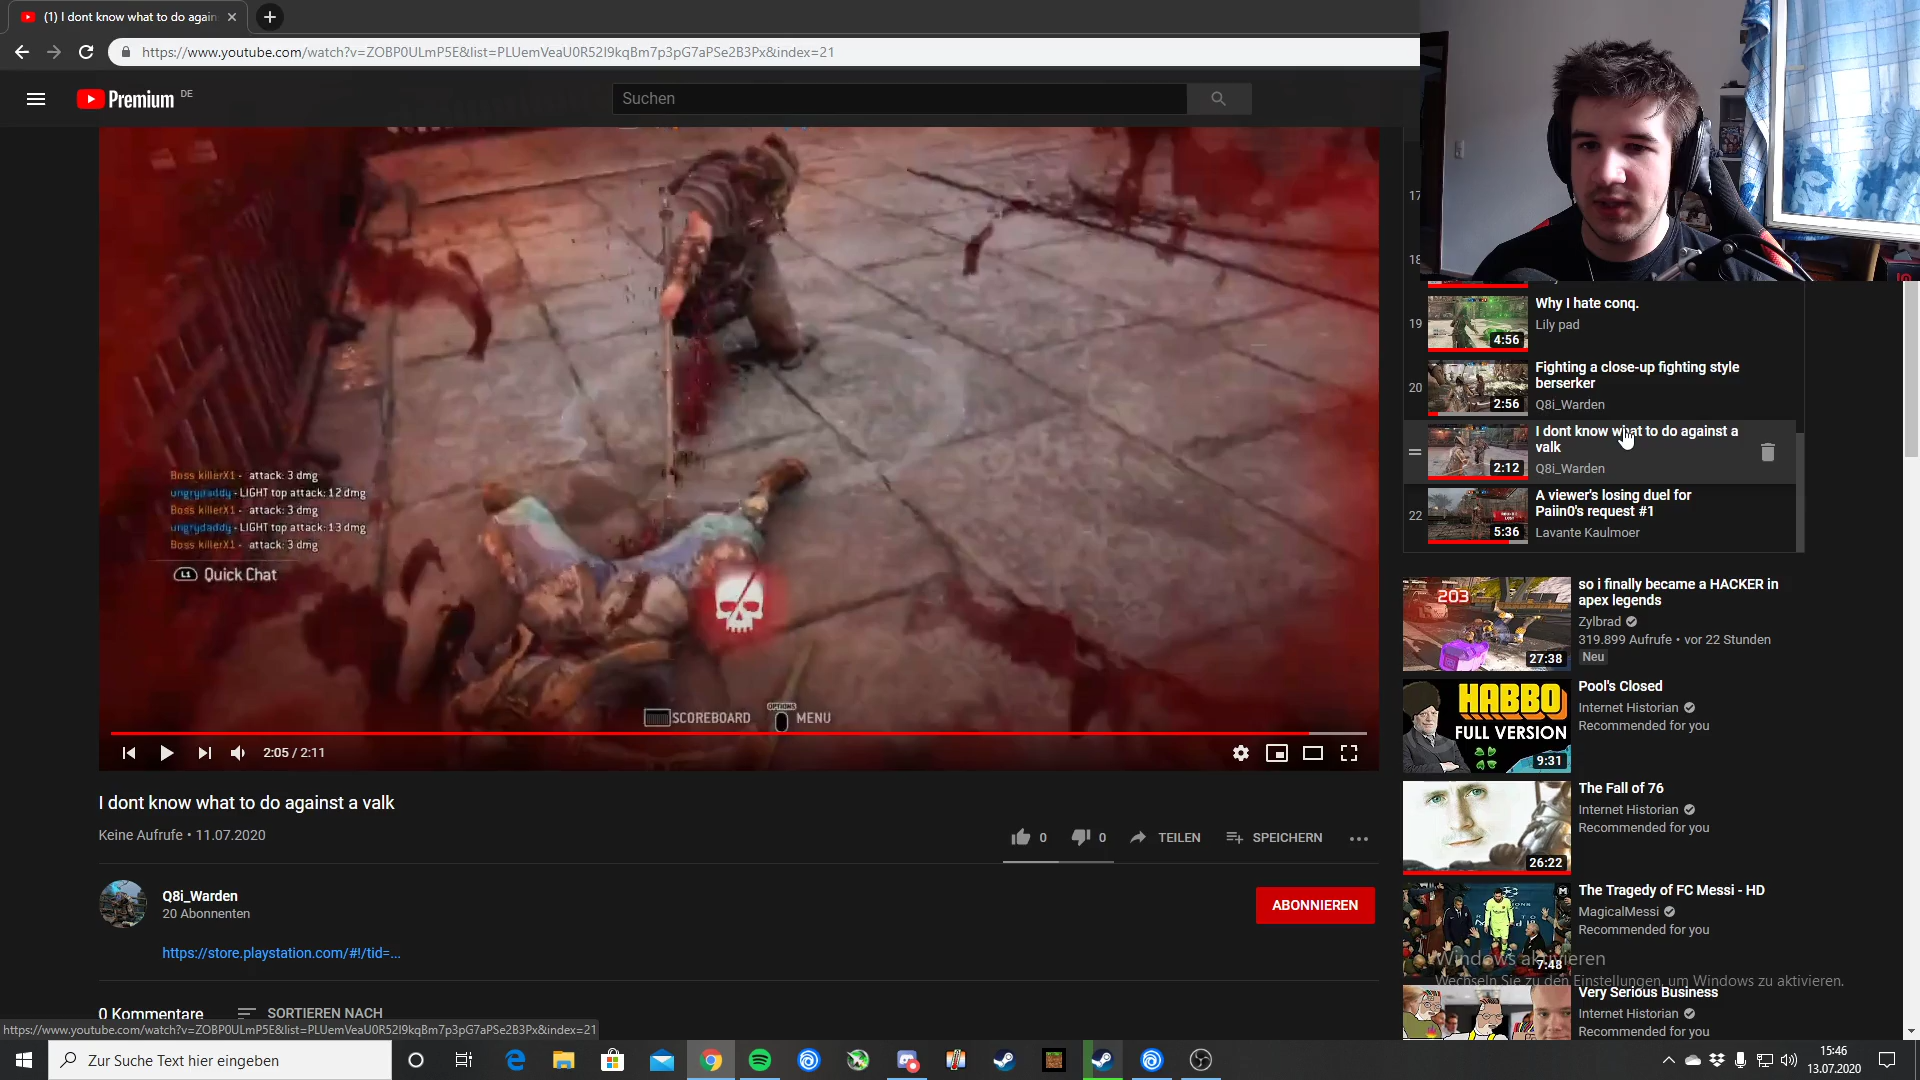 (1) I dont know what to do again
https://www.youtube.com/watch?v=ZOBP0ULmP5E&list=PLUemVeaU0R52I9kqBm7p3pG7aPSe2B3Px&index=21
Premium DE
Suchen
Boss killerX1 - attack: 3 dmg
ungrydaddy - LIGHT top attack: 12 dmg
Boss killerX1 - attack: 3 dmg
ungrydaddy - LIGHT top attack: 13 dmg
Boss killerX1 - attack: 3 dmg
L1 Quick Chat
SCOREBOARD
OPTIONS MENU
2:05 / 2:11
I dont know what to do against a valk
Keine Aufrufe • 11.07.2020
0
0
TEILEN
SPEICHERN
Q8i_Warden
20 Abonnenten
ABONNIEREN
https://store.playstation.com/#!/tid=...
0 Kommentare
SORTIEREN NACH
17
18
19
4:56
Why I hate conq.
Lily pad
20
2:56
Fighting a close-up fighting style
berserker
Q8i_Warden
2:12
I dont know what to do against a
valk
Q8i_Warden
22
5:36
A viewer's losing duel for
Paiin0's request #1
Lavante Kaulmoer
203
27:38
so i finally became a HACKER in
apex legends
Zylbrad
319.899 Aufrufe • vor 22 Stunden
Neu
HABBO
FULL VERSION
9:31
Pool's Closed
Internet Historian
Recommended for you
26:22
The Fall of 76
Internet Historian
Recommended for you
7:48
The Tragedy of FC Messi - HD
MagicalMessi
Recommended for you
Windows aktivieren
Wechseln Sie zu den Einstellungen, um Windows zu aktivieren.
Very Serious Business
Internet Historian
Recommended for you
https://www.youtube.com/watch?v=ZOBP0ULmP5E&list=PLUemVeaU0R52I9kqBm7p3pG7aPSe2B3Px&index=21
Zur Suche Text hier eingeben
15:46
13.07.2020